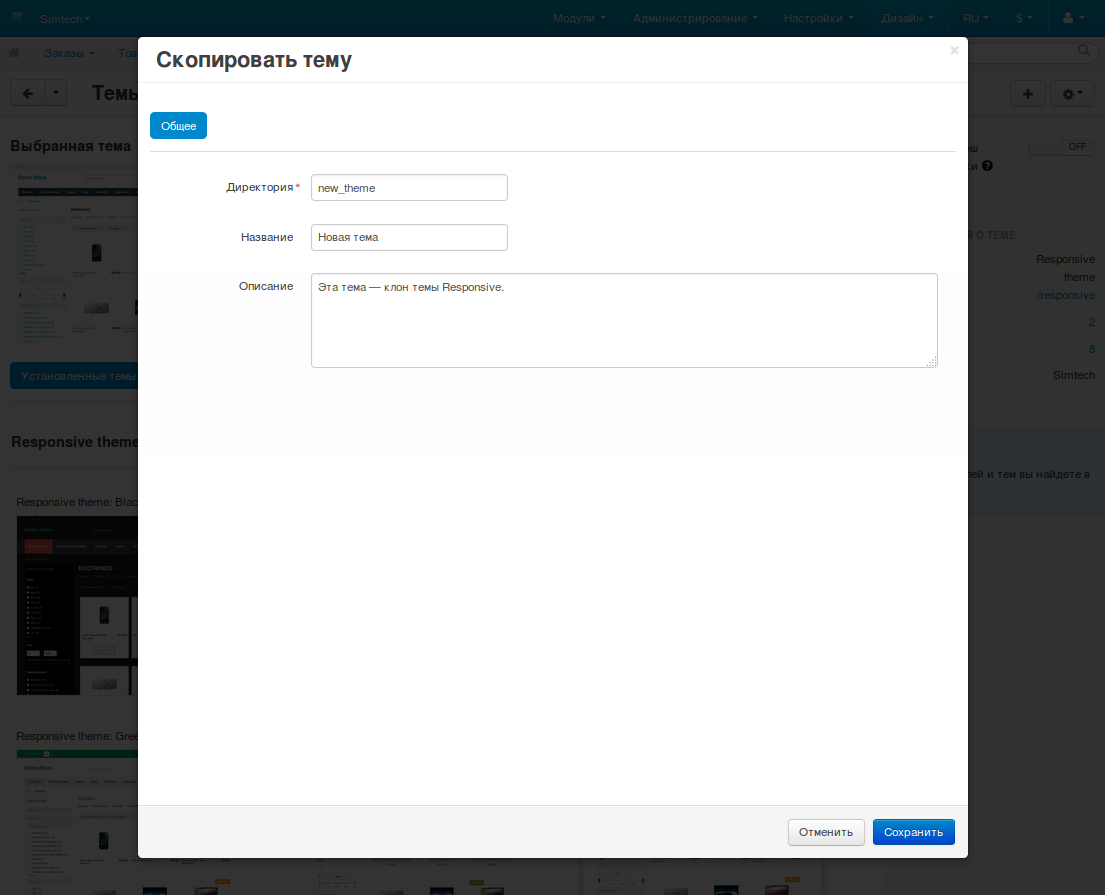 Simtech
Модули
Администрирование
Настройки
Дизайн
RU
$
Заказы
Тов
Скопировать тему
Темы
Общее
Выбранная тема
OFF
ки
Директория*
new_theme
Название
Новая тема
О ТЕМЕ
Описание
Эта тема — клон темы Responsive.
Responsive
theme
/responsive
2
8
Simtech
Установленные темы
Responsive theme
лей и тем вы найдете в
Responsive theme: Blac
ELECTRONICS
Responsive theme: Gree
Отменить
Сохранить